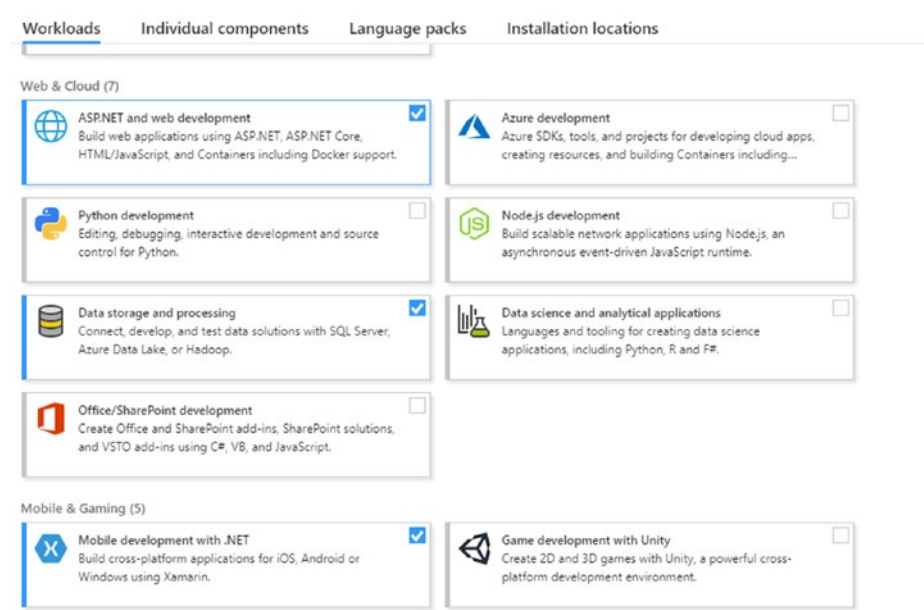 Workloads Individual components Language packs Installation locations
Web & Cloud (7)
ASP.NET and web development
Build web applications using ASP.NET, ASP.NET Core,
HTML/JavaScript, and Containers including Docker support.
Azure development
Azure SDKs, tools, and projects for developing cloud apps,
creating resources, and building Containers including...
Python development
Editing, debugging, interactive development and source
control for Python.
Node.js development
Build scalable network applications using Node.js, an
asynchronous event-driven JavaScript runtime.
Data storage and processing
Connect, develop, and test data solutions with SQL Server,
Azure Data Lake, or Hadoop.
Data science and analytical applications
Languages and tooling for creating data science
applications, including Python, R and F#.
Office/SharePoint development
Create Office and SharePoint add-ins, SharePoint solutions,
and VSTO add-ins using C#, VB, and JavaScript.
Mobile & Gaming (5)
Mobile development with .NET
Build cross-platform applications for iOS, Android or
Windows using Xamarin.
Game development with Unity
Create 2D and 3D games with Unity, a powerful cross-
platform development environment.